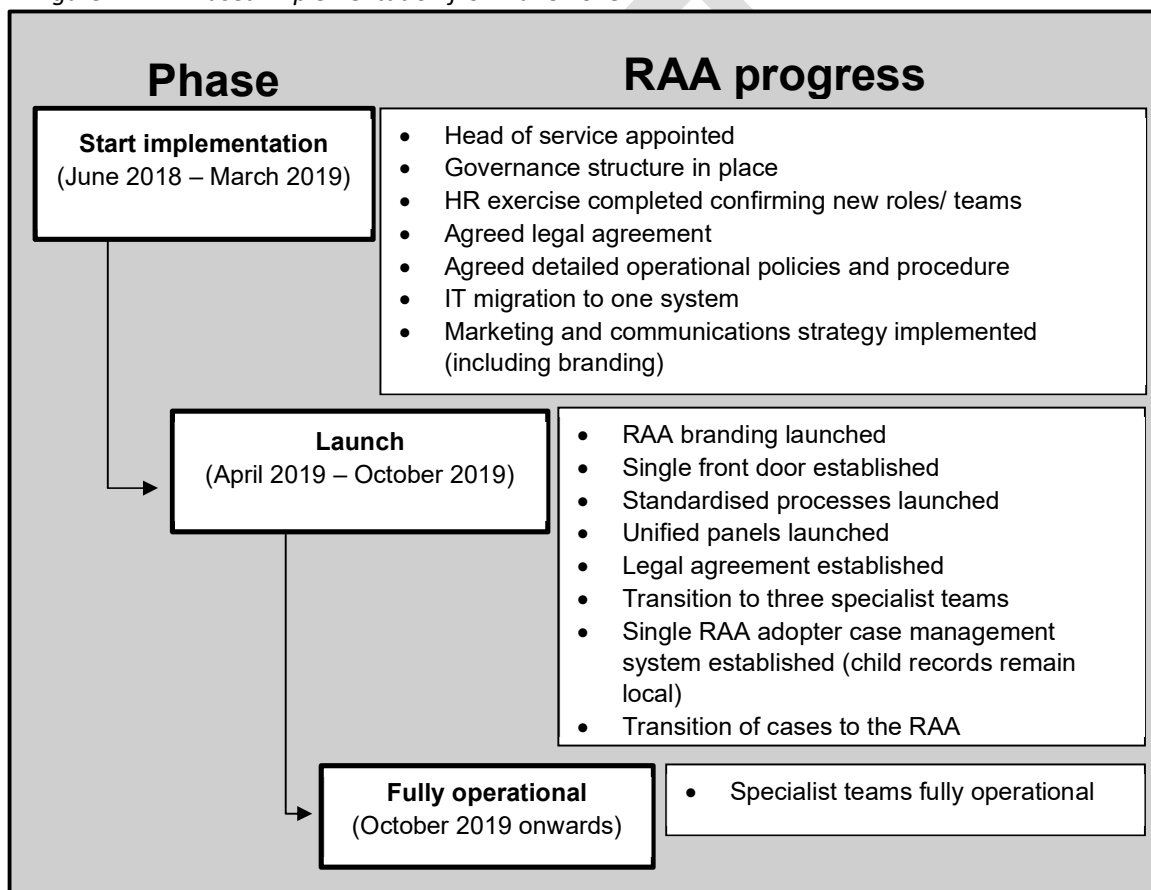 Phase
RAA progress
Start implementation
(June 2018 – March 2019)
• Head of service appointed
• Governance structure in place
• HR exercise completed confirming new roles/ teams
• Agreed legal agreement
• Agreed detailed operational policies and procedure
• IT migration to one system
• Marketing and communications strategy implemented
(including branding)
Launch
(April 2019 – October 2019)
• RAA branding launched
• Single front door established
• Standardised processes launched
• Unified panels launched
• Legal agreement established
• Transition to three specialist teams
• Single RAA adopter case management
system established (child records remain
local)
• Transition of cases to the RAA
Fully operational
(October 2019 onwards)
• Specialist teams fully operational